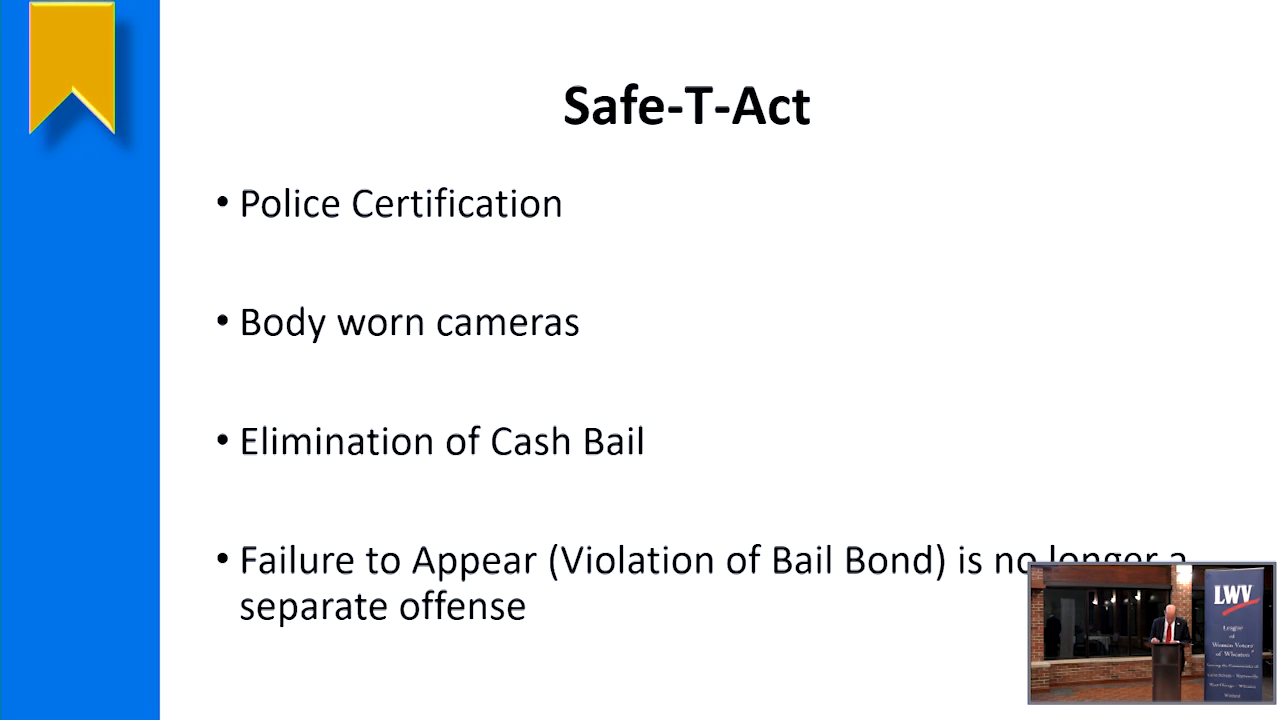 Safe-T-Act
• Police Certification
• Body worn cameras
• Elimination of Cash Bail
• Failure to Appear (Violation of Bail Bond) is no longer a
separate offense
LWV
League
of
Women Voters
of Wheaton